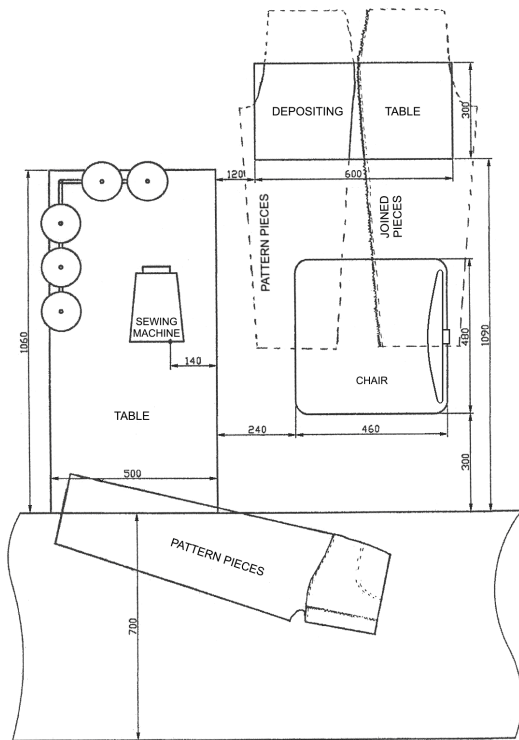 DEPOSITING TABLE
300
120
600
PATTERN PIECES
JOINED
PIECES
SEWING
MACHINE
1060
140
480
1090
CHAIR
TABLE
240
460
500
300
PATTERN PIECES
700